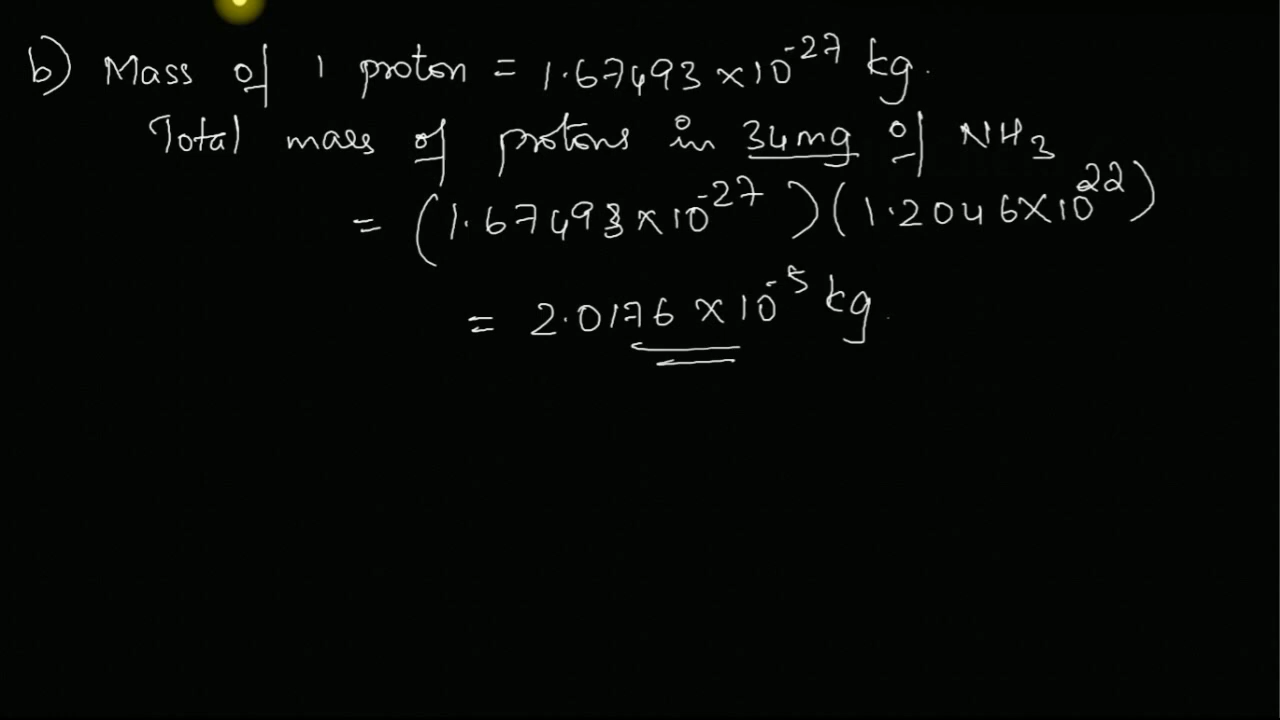 b) Mass of 1 proton = 1.67493 ×10⁻²⁷ kg.
Total mass of protons in 34mg of NH₃
= (1.67493×10⁻²⁷)(1.2046×10²²)
= 2.0176 ×10⁻⁵ kg.